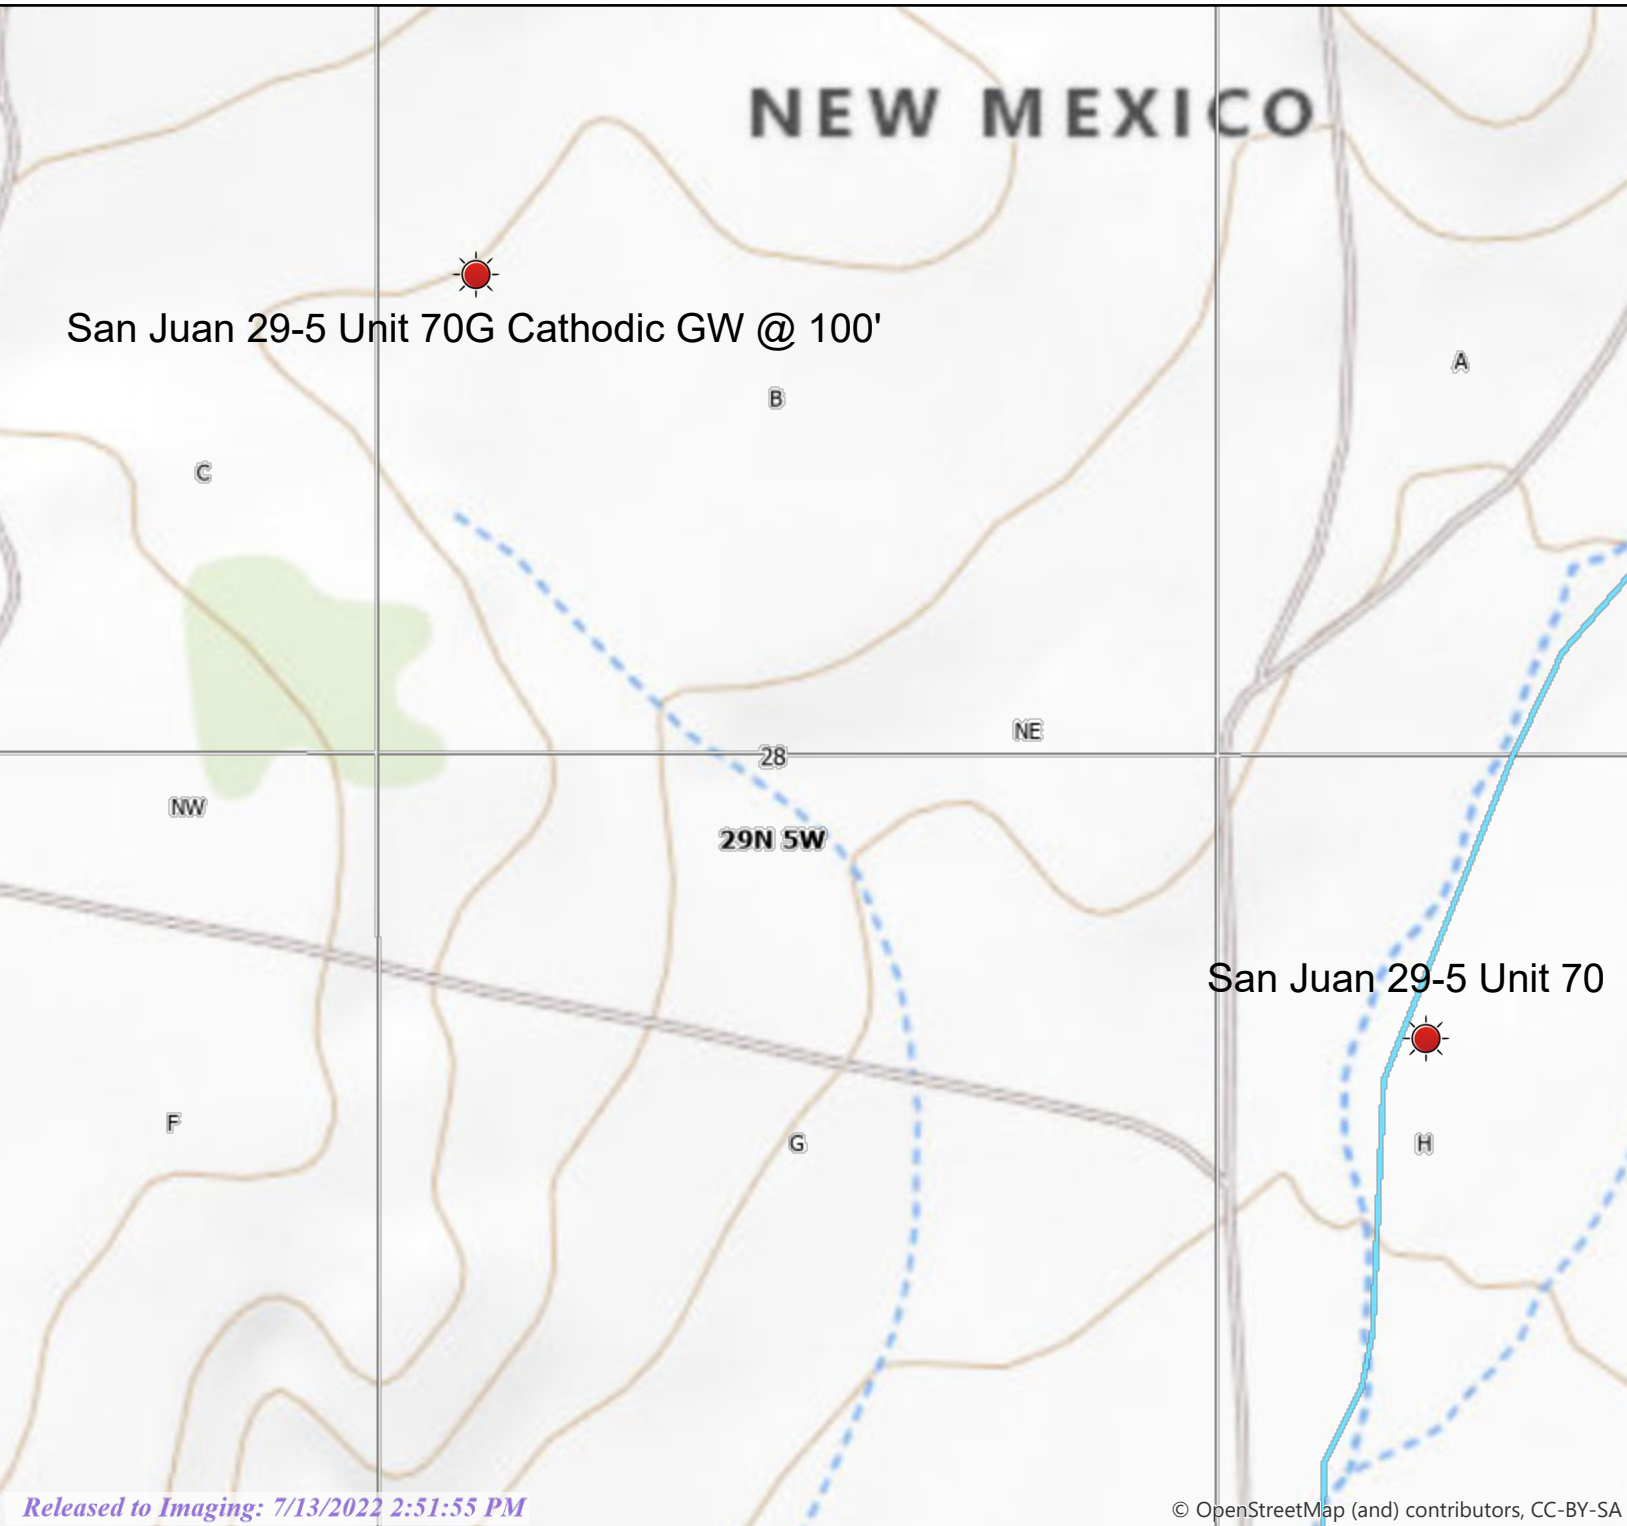 NEW MEXICO
San Juan 29-5 Unit 70G Cathodic GW @ 100'
A
B
C
NE
28
NW
29N 5W
San Juan 29-5 Unit 70
F
G
H
Released to Imaging: 7/13/2022 2:51:55 PM
© OpenStreetMap (and) contributors, CC-BY-SA